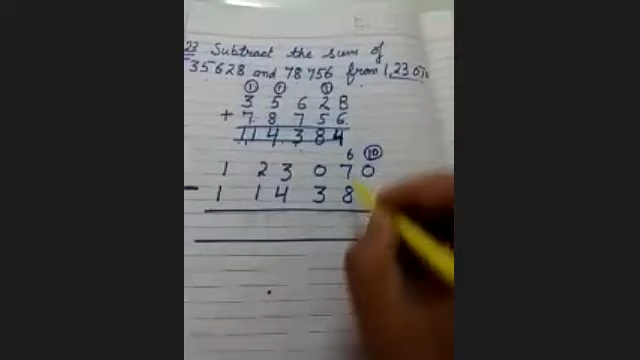 23 Subtract the sum of
35628 and 78756 from 1,23,070
① ① ①
3 5 6 2 8
+ 7 8 7 5 6
1 1 4 3 8 4
6 ⑩
1 2 3 0 7 0
- 1 1 4 3 8